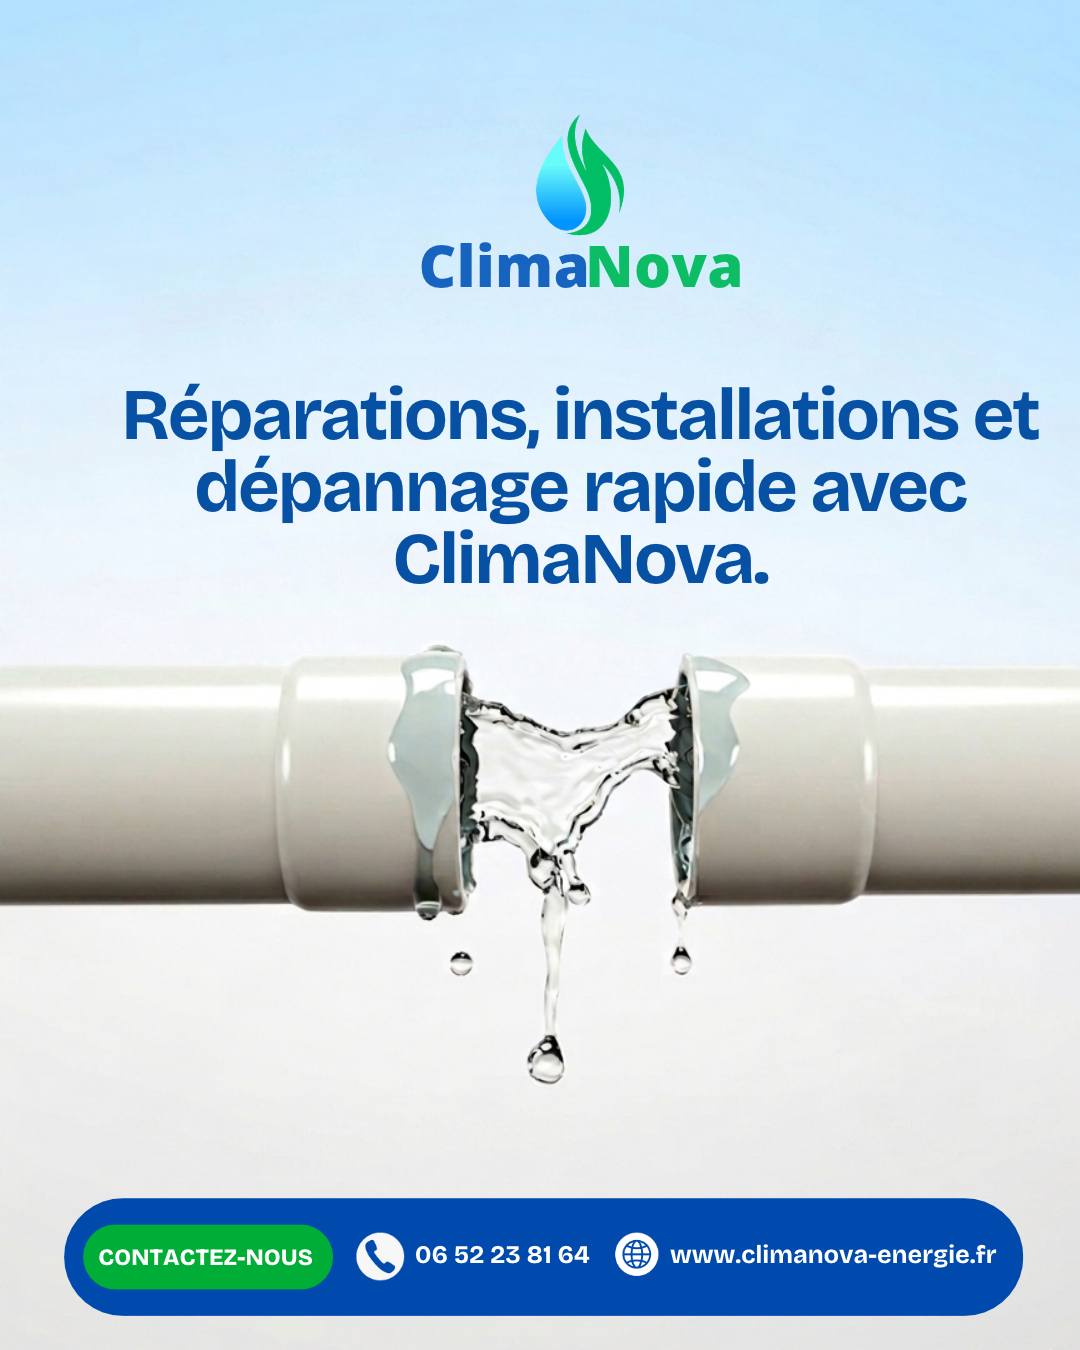 ClimaNova
Réparations, installations et
dépannage rapide avec
ClimaNova.
CONTACTEZ-NOUS 06 52 23 81 64 www.climanova-energie.fr